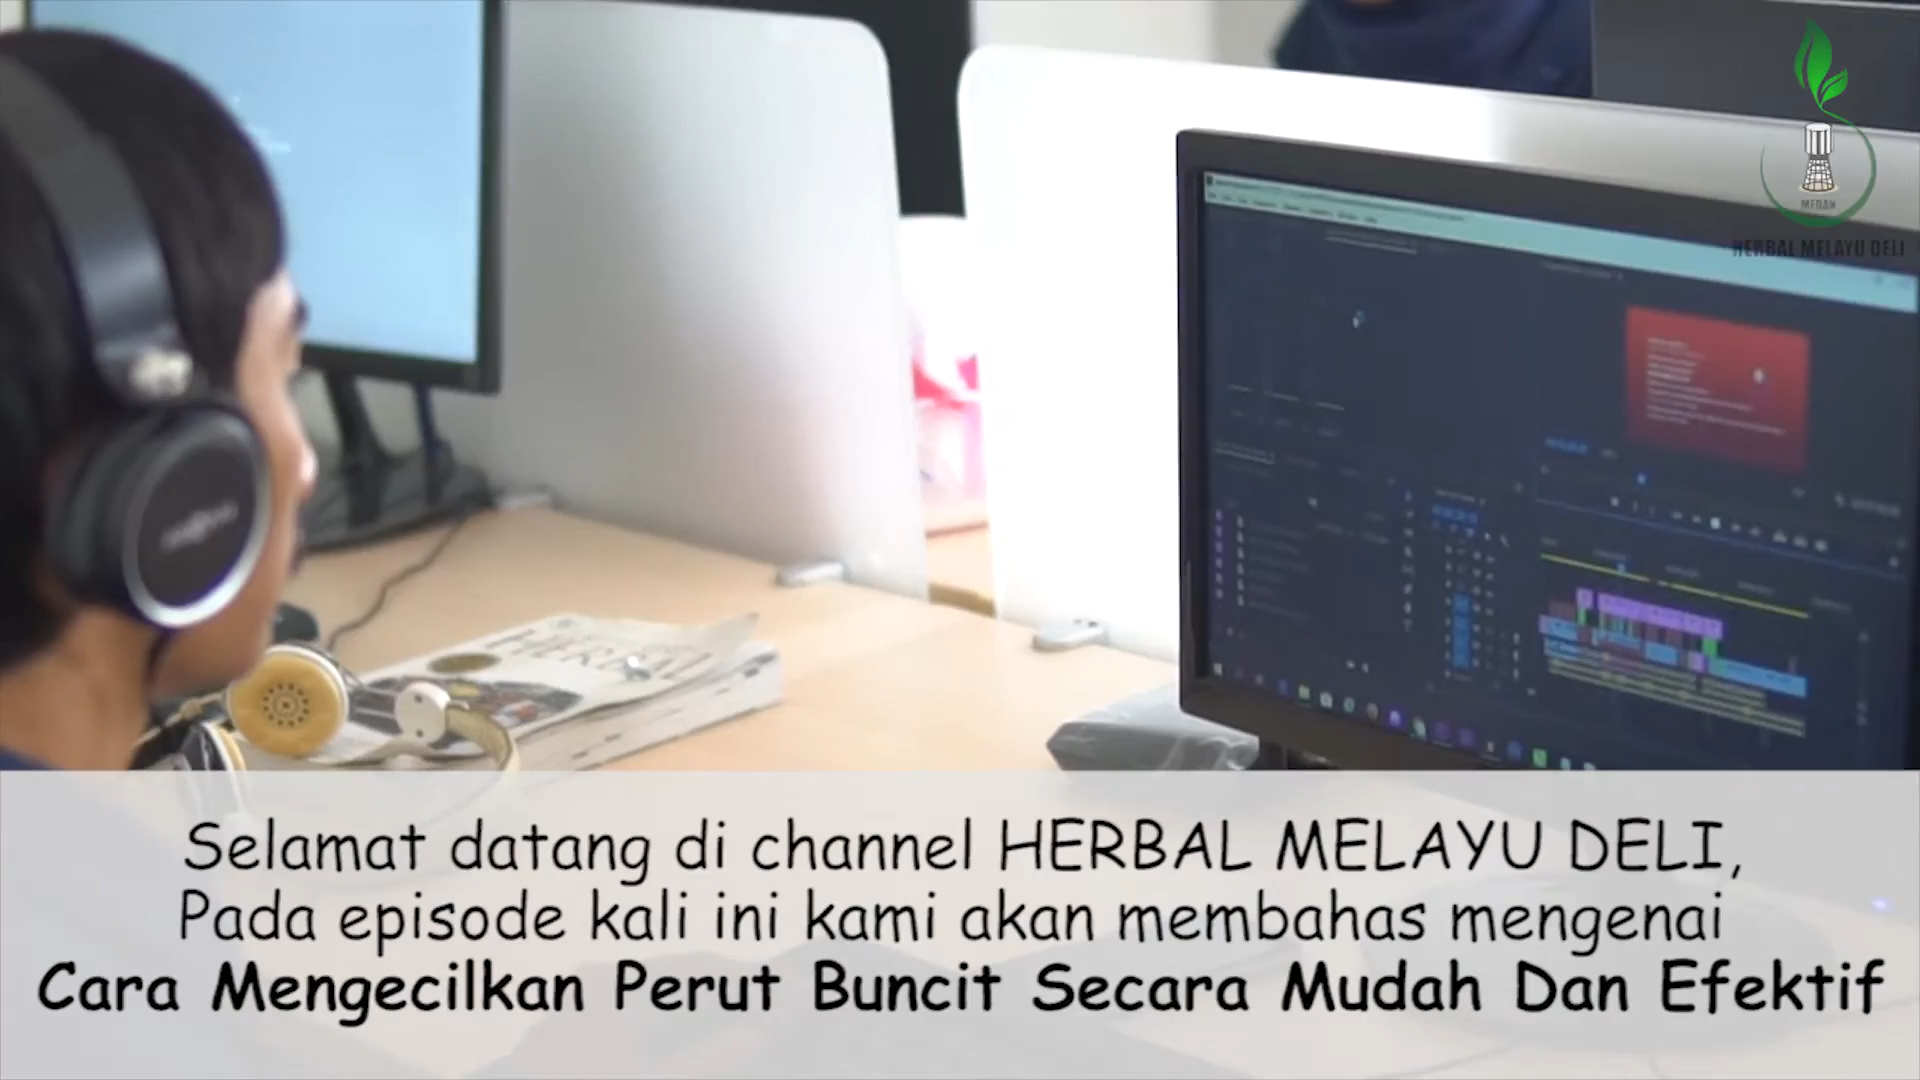 MEDAN
HERBAL MELAYU DELI
HERBAL
Selamat datang di channel HERBAL MELAYU DELI,
Pada episode kali ini kami akan membahas mengenai
Cara Mengecilkan Perut Buncit Secara Mudah Dan Efektif